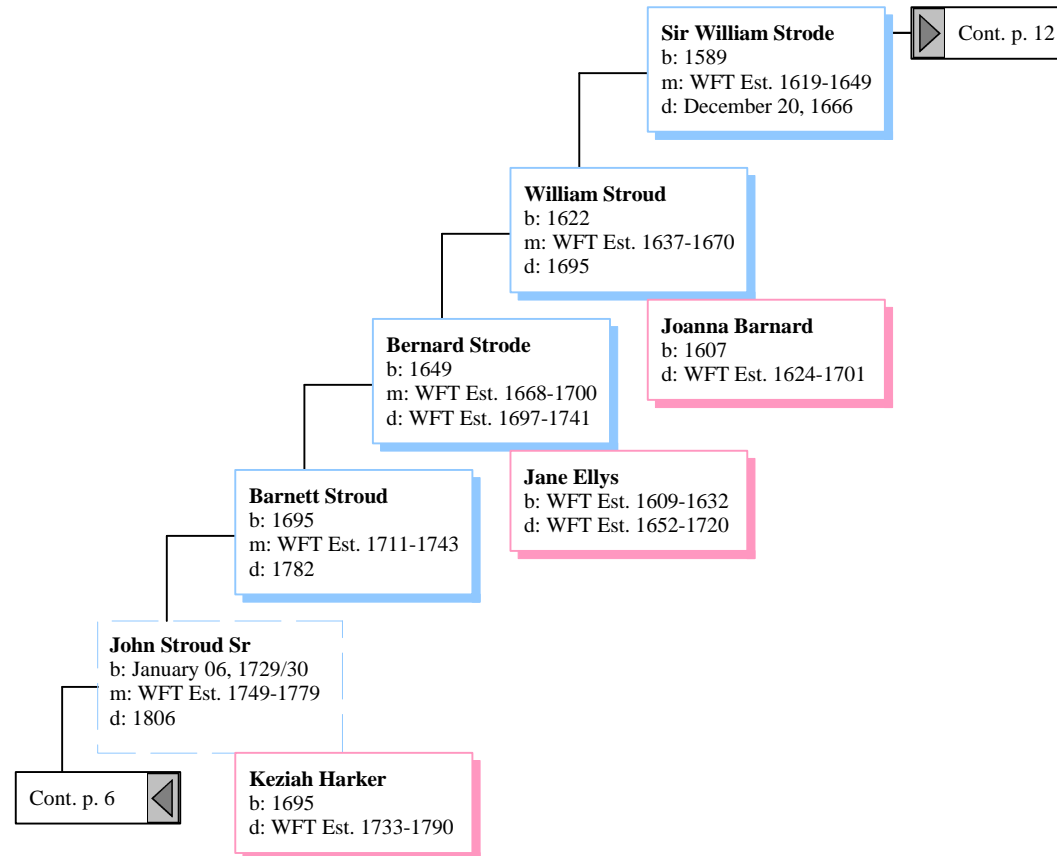 Sir William Strode
b: 1589
m: WFT Est. 1619-1649
d: December 20, 1666
Cont. p. 12
William Stroud
b: 1622
m: WFT Est. 1637-1670
d: 1695
Joanna Barnard
b: 1607
d: WFT Est. 1624-1701
Bernard Strode
b: 1649
m: WFT Est. 1668-1700
d: WFT Est. 1697-1741
Jane Ellys
b: WFT Est. 1609-1632
d: WFT Est. 1652-1720
Barnett Stroud
b: 1695
m: WFT Est. 1711-1743
d: 1782
John Stroud Sr
b: January 06, 1729/30
m: WFT Est. 1749-1779
d: 1806
Keziah Harker
b: 1695
d: WFT Est. 1733-1790
Cont. p. 6